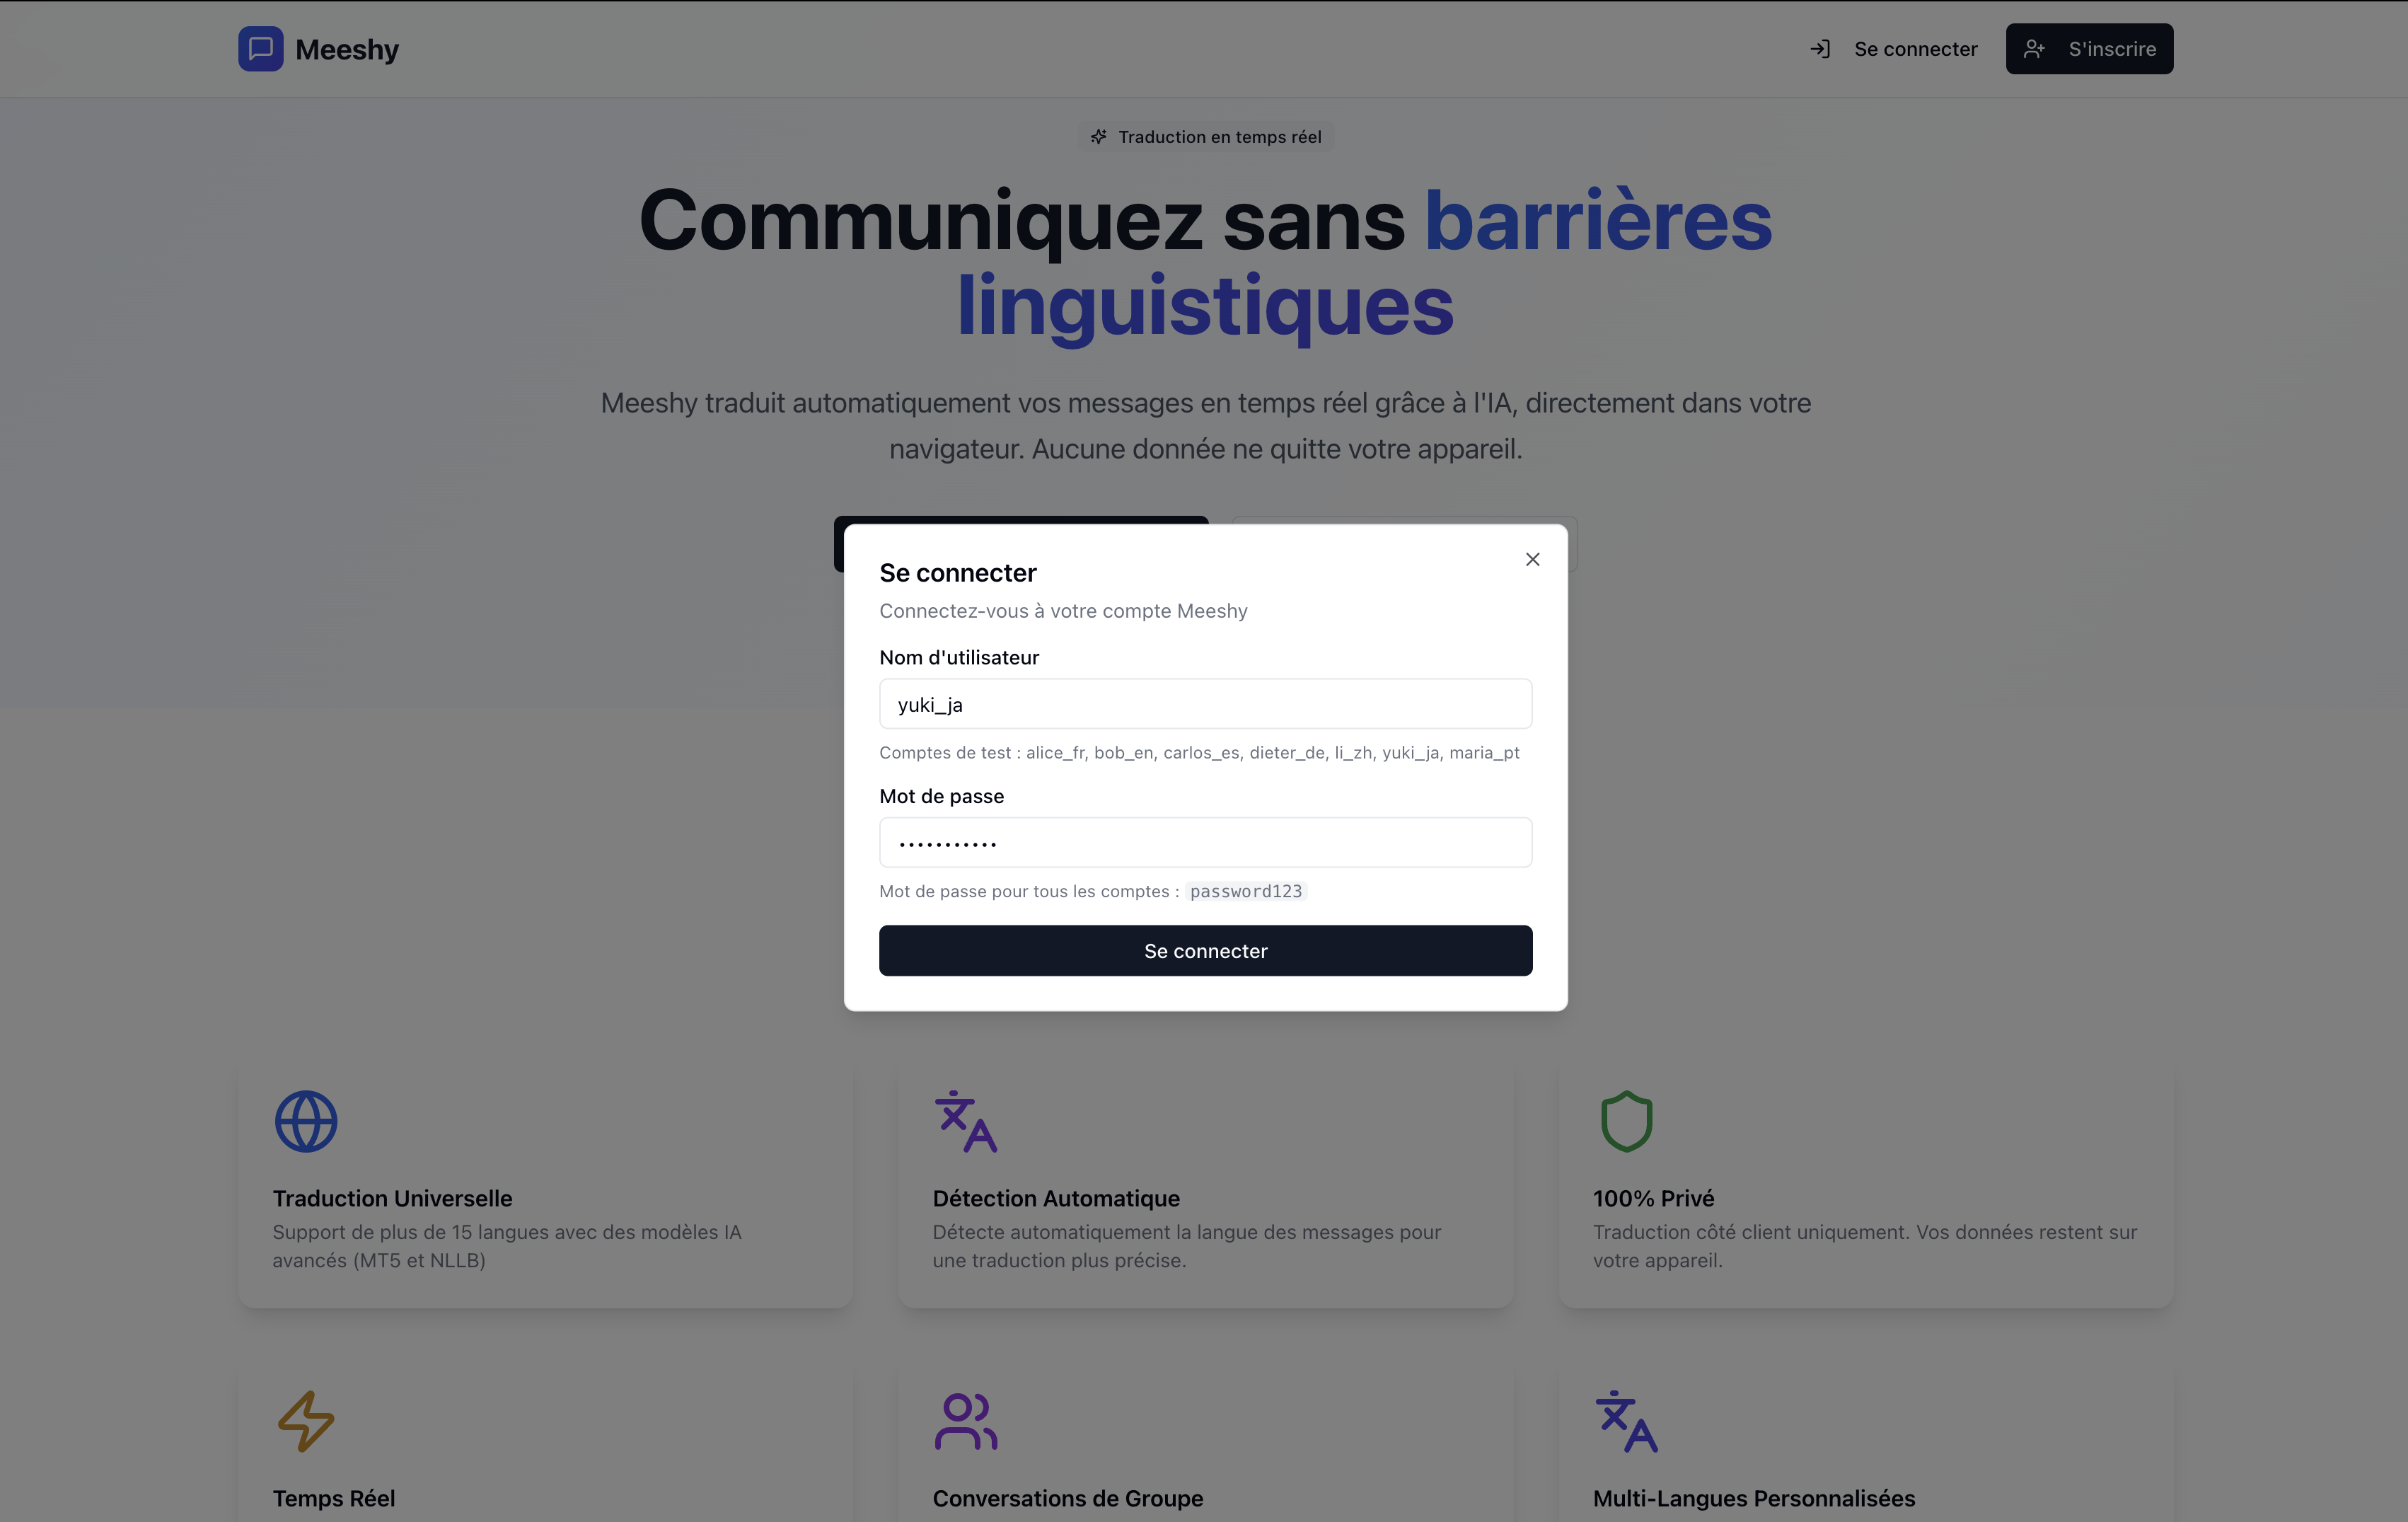 Meeshy
Se connecter
S'inscrire
Traduction en temps réel
Communiquez sans barrières
linguistiques
Meeshy traduit automatiquement vos messages en temps réel grâce à l'IA, directement dans votre
navigateur. Aucune donnée ne quitte votre appareil.
Se connecter
Connectez-vous à votre compte Meeshy
Nom d'utilisateur
yuki_ja
Comptes de test : alice_fr, bob_en, carlos_es, dieter_de, li_zh, yuki_ja, maria_pt
Mot de passe
•••••••••••
Mot de passe pour tous les comptes : password123
Se connecter
Traduction Universelle
Support de plus de 15 langues avec des modèles IA
avancés (MT5 et NLLB)
Détection Automatique
Détecte automatiquement la langue des messages pour
une traduction plus précise.
100% Privé
Traduction côté client uniquement. Vos données restent sur
votre appareil.
Temps Réel
Conversations de Groupe
Multi-Langues Personnalisées